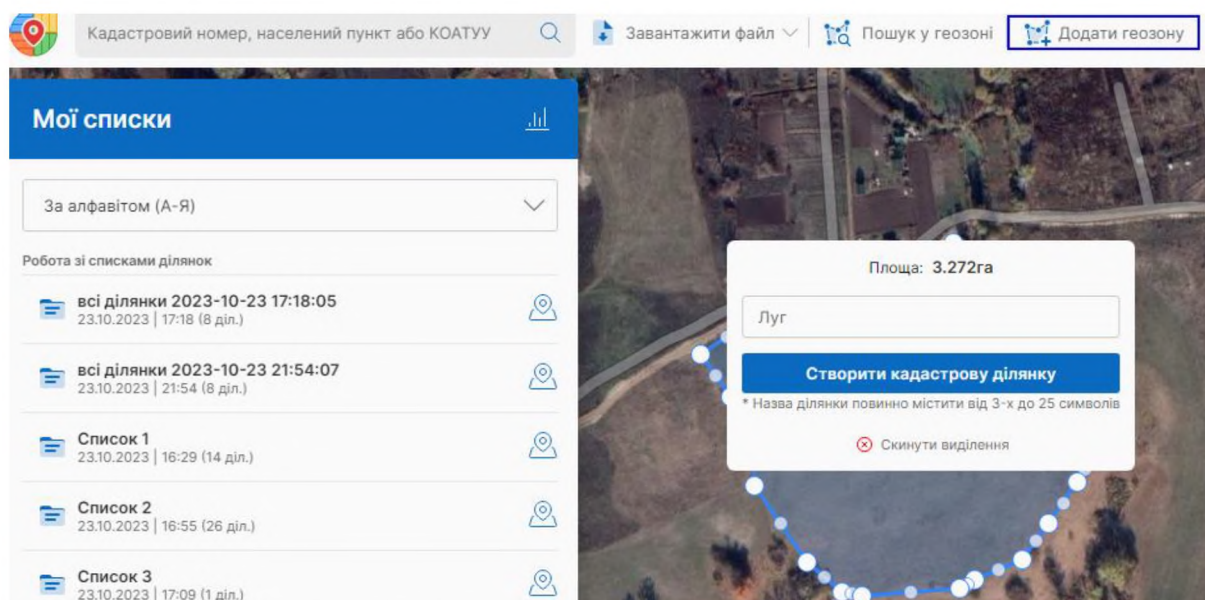 Кадастровий номер, населений пункт або КОАТУУ
Завантажити файл
Пошук у геозоні
Додати геозону
Мої списки
За алфавітом (А-Я)
Робота зі списками ділянок
всі ділянки 2023-10-23 17:18:05
23.10.2023 | 17:18 (8 діл.)
всі ділянки 2023-10-23 21:54:07
23.10.2023 | 21:54 (8 діл.)
Список 1
23.10.2023 | 16:29 (14 діл.)
Список 2
23.10.2023 | 16:55 (26 діл.)
Список 3
23.10.2023 | 17:09 (1 діл.)
Площа: 3.272га
Луг
Створити кадастрову ділянку
* Назва ділянки повинно містити від 3-х до 25 символів
Скинути виділення